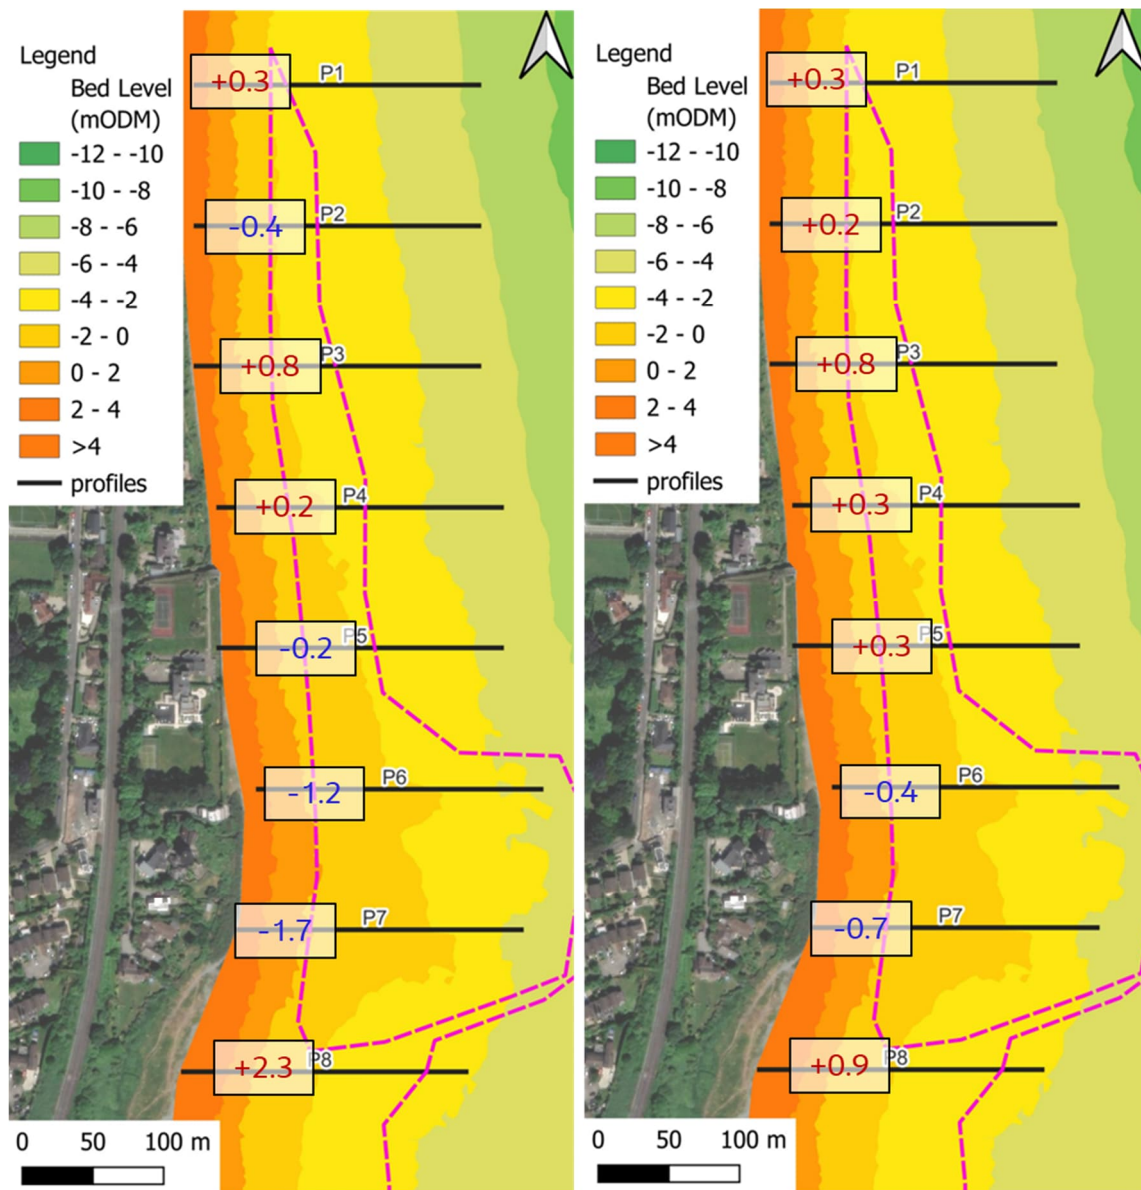 Legend
Bed Level
(mODM)
-12 - -10
-10 - -8
-8 - -6
-6 - -4
-4 - -2
-2 - 0
0 - 2
2 - 4
>4
profiles
+0.3 P1
-0.4 P2
+0.8 P3
+0.2 P4
-0.2 P5
-1.2 P6
-1.7 P7
+2.3 P8
0 50 100 m
Legend
Bed Level
(mODM)
-12 - -10
-10 - -8
-8 - -6
-6 - -4
-4 - -2
-2 - 0
0 - 2
2 - 4
>4
profiles
+0.3 P1
+0.2 P2
+0.8 P3
+0.3 P4
+0.3 P5
-0.4 P6
-0.7 P7
+0.9 P8
0 50 100 m